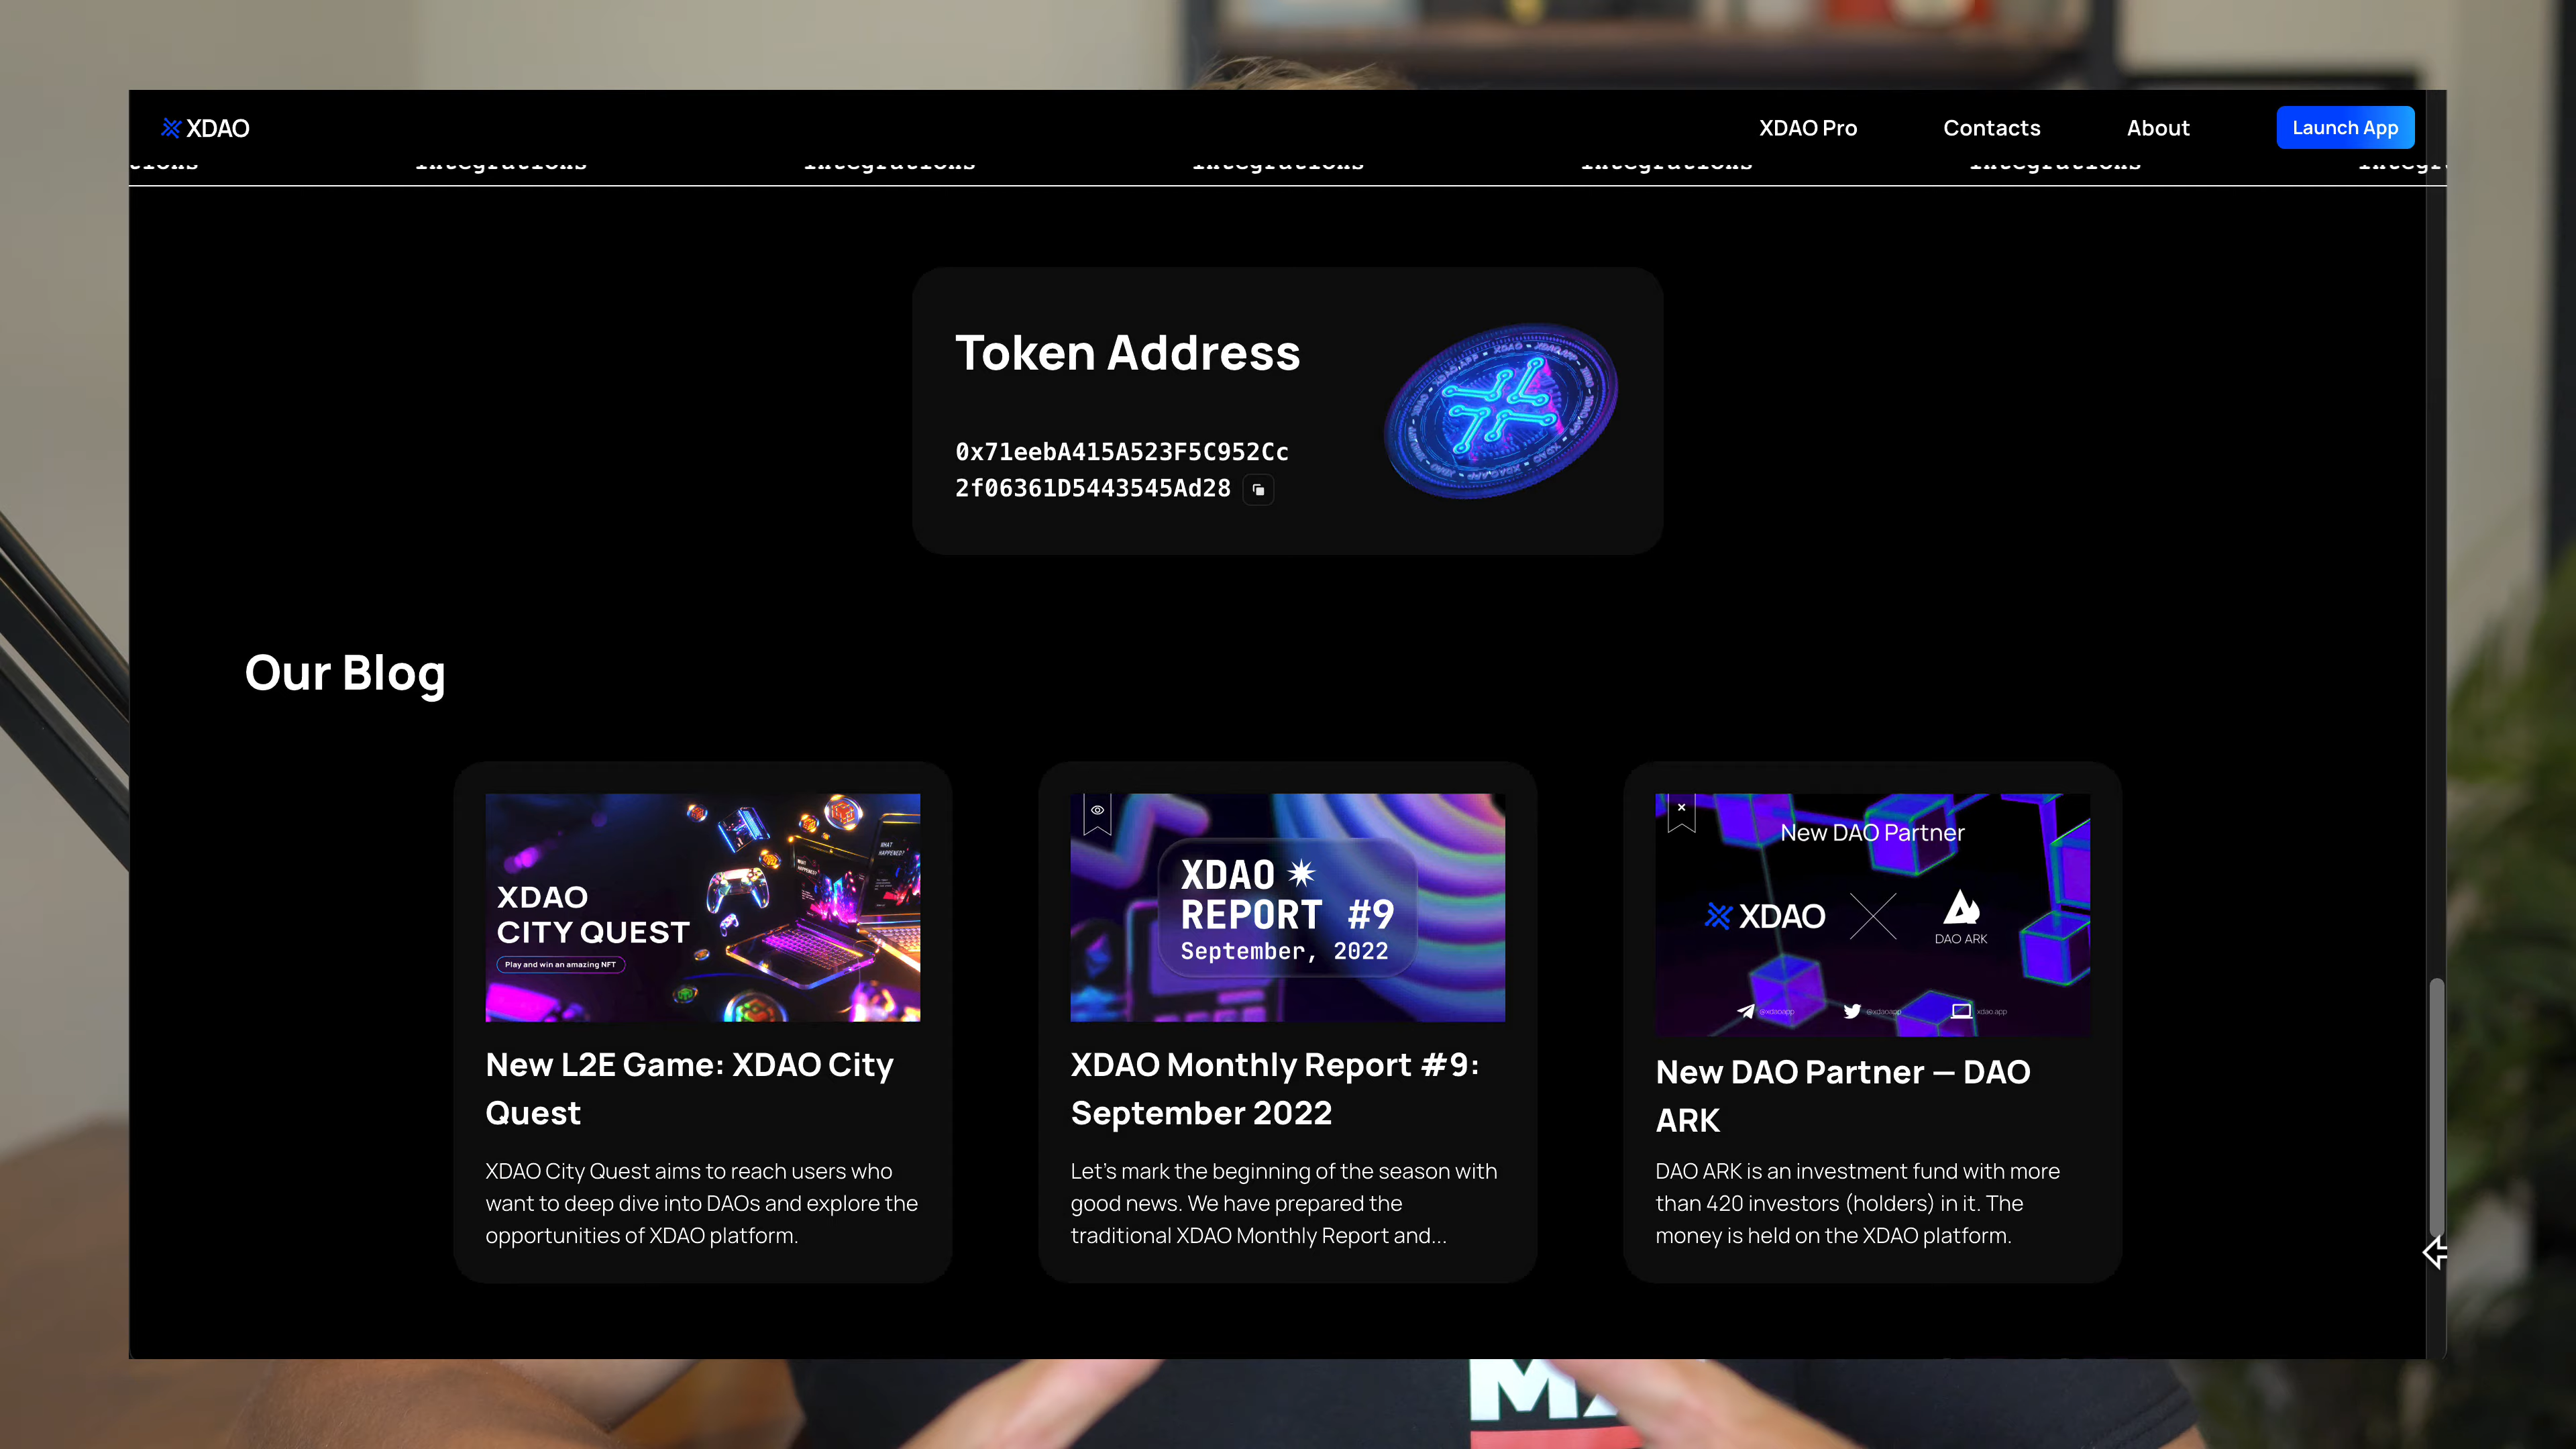 XDAO
XDAO Pro
Contacts
About
Launch App
Integrations Integrations Integrations Integrations Integrations
Token Address
0x71eebA415A523F5C952Cc
2f06361D5443545Ad28
Our Blog
XDAO
CITY QUEST
Play and win an amazing NFT
WHAT
HAPPENED?
New L2E Game: XDAO City
Quest
XDAO City Quest aims to reach users who
want to deep dive into DAOs and explore the
opportunities of XDAO platform.
XDAO
REPORT #9
September, 2022
XDAO Monthly Report #9:
September 2022
Let's mark the beginning of the season with
good news. We have prepared the
traditional XDAO Monthly Report and...
New DAO Partner
XDAO
DAO ARK
@xdaoapp
@xdaoapp
xdao.app
New DAO Partner — DAO
ARK
DAO ARK is an investment fund with more
than 420 investors (holders) in it. The
money is held on the XDAO platform.